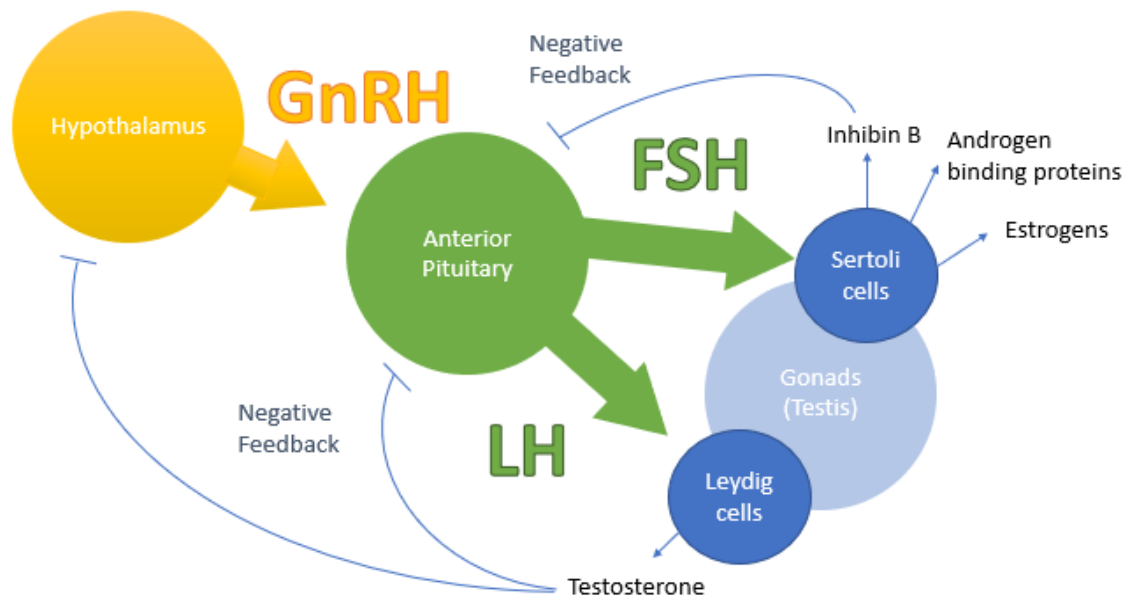 Hypothalamus
GnRH
Negative
Feedback
Anterior
Pituitary
FSH
Inhibin B
Androgen
binding proteins
Estrogens
Sertoli
cells
Gonads
(Testis)
Negative
Feedback
LH
Leydig
cells
Testosterone